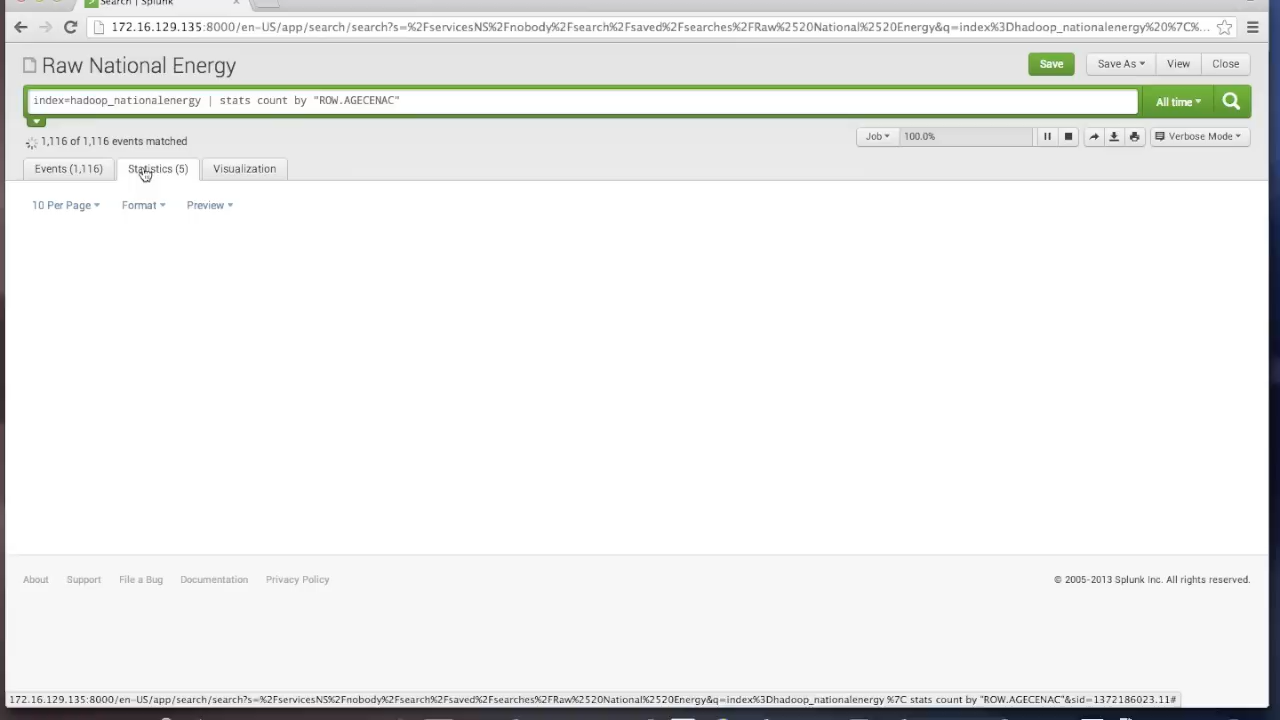 Search | Splunk
172.16.129.135:8000/en-US/app/search/search?s=%2FservicesNS%2Fnobody%2Fsearch%2Fsaved%2Fsearches%2FRaw%2520National%2520Energy&q=index%3Dhadoop_nationalenergy%20%7C%...
Raw National Energy
Save Save As View Close
index=hadoop_nationalenergy | stats count by "ROW.AGECENAC"
All time
1,116 of 1,116 events matched
Job 100.0% Verbose Mode
Events (1,116) Statistics (5) Visualization
10 Per Page Format Preview
About Support File a Bug Documentation Privacy Policy © 2005-2013 Splunk Inc. All rights reserved.
172.16.129.135:8000/en-US/app/search/search?s=%2FservicesNS%2Fnobody%2Fsearch%2Fsaved%2Fsearches%2FRaw%2520National%2520Energy&q=index%3Dhadoop_nationalenergy %7C stats count by "ROW.AGECENAC"&sid=1372186023.11#